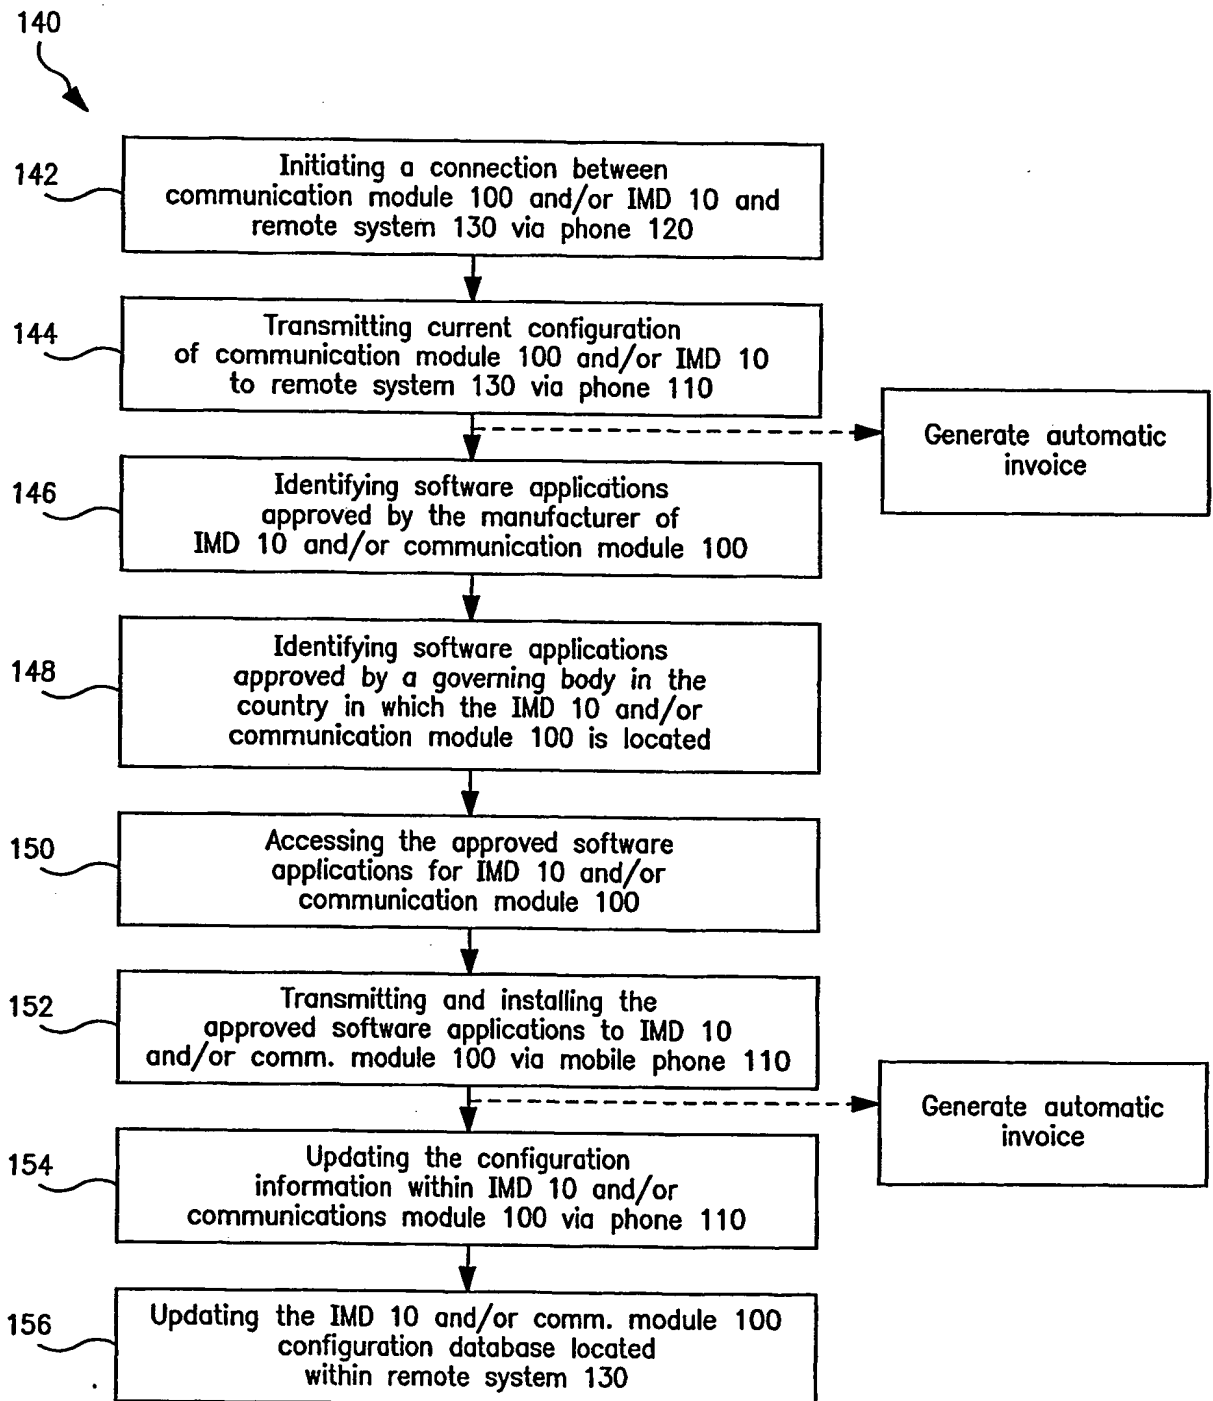 140
142
Initiating a connection between
communication module 100 and/or IMD 10 and
remote system 130 via phone 120
144
Transmitting current configuration
of communication module 100 and/or IMD 10
to remote system 130 via phone 110
Generate automatic
invoice
146
Identifying software applications
approved by the manufacturer of
IMD 10 and/or communication module 100
148
Identifying software applications
approved by a governing body in the
country in which the IMD 10 and/or
communication module 100 is located
150
Accessing the approved software
applications for IMD 10 and/or
communication module 100
152
Transmitting and installing the
approved software applications to IMD 10
and/or comm. module 100 via mobile phone 110
Generate automatic
invoice
154
Updating the configuration
information within IMD 10 and/or
communications module 100 via phone 110
156
Updating the IMD 10 and/or comm. module 100
configuration database located
within remote system 130